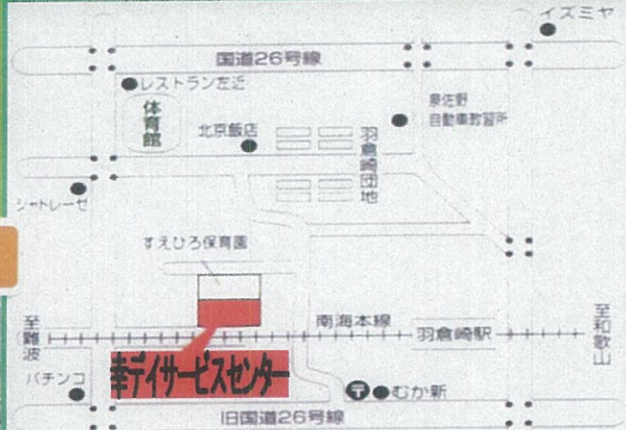 イズミヤ
国道26号線
レストラン左近
体育館
北京飯店
泉佐野
自動車教習所
羽倉崎団地
シャトレーゼ
すえひろ保育園
至難波
南海本線
羽倉崎駅
至和歌山
幸デイサービスセンター
パチンコ
〒
むか新
旧国道26号線